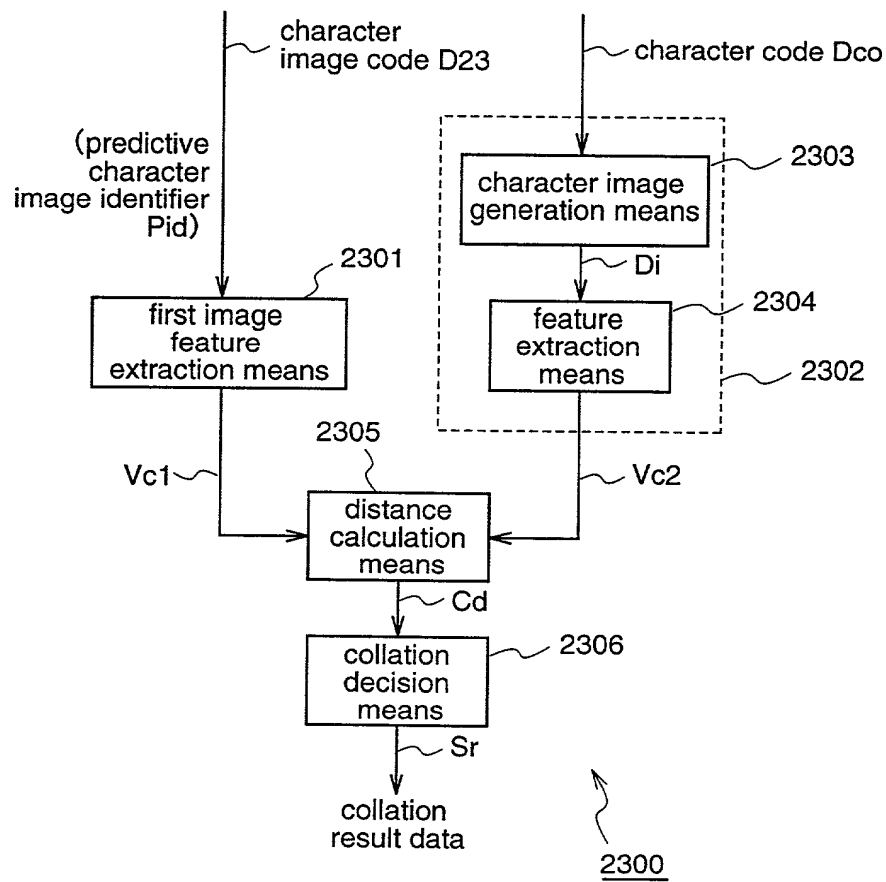 character
image code D23
character code Dco
(predictive
character
image identifier
Pid)
2303
character image
generation means
Di
2301
first image
feature
extraction means
2304
feature
extraction
means
2302
2305
Vc1
Vc2
distance
calculation
means
Cd
2306
collation
decision
means
Sr
collation
result data
2300